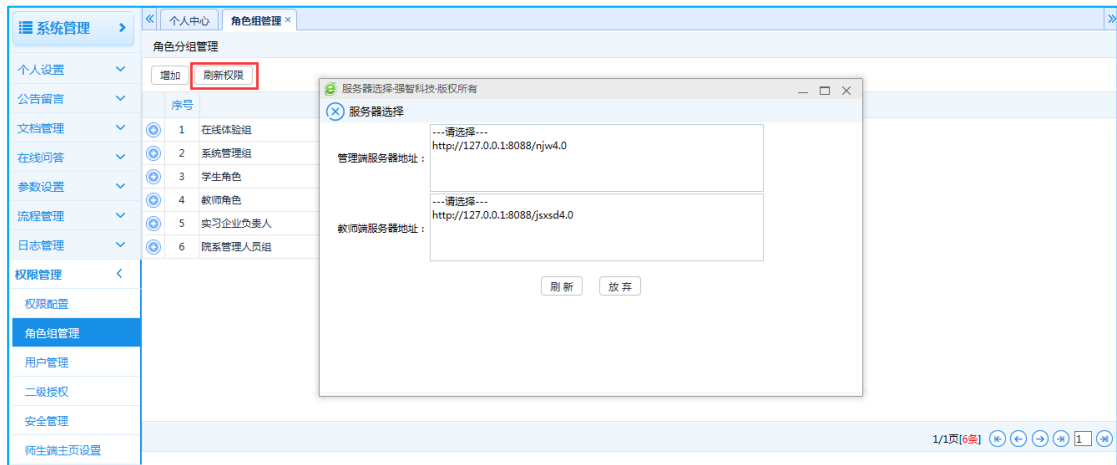 系统管理
个人中心 角色组管理 ×
角色分组管理
个人设置
公告留言
文档管理
在线问答
参数设置
流程管理
日志管理
权限管理
权限配置
角色组管理
用户管理
二级授权
安全管理
师生端主页设置
增加 刷新权限
序号
1 在线体验组
2 系统管理组
3 学生角色
4 教师角色
5 实习企业负责人
6 院系管理人员组
服务器选择-强智科技·版权所有
服务器选择
管理端服务器地址：
---请选择---
http://127.0.0.1:8088/njw4.0
教师端服务器地址：
---请选择---
http://127.0.0.1:8088/jsxsd4.0
刷 新 放 弃
1/1页[6条] 1